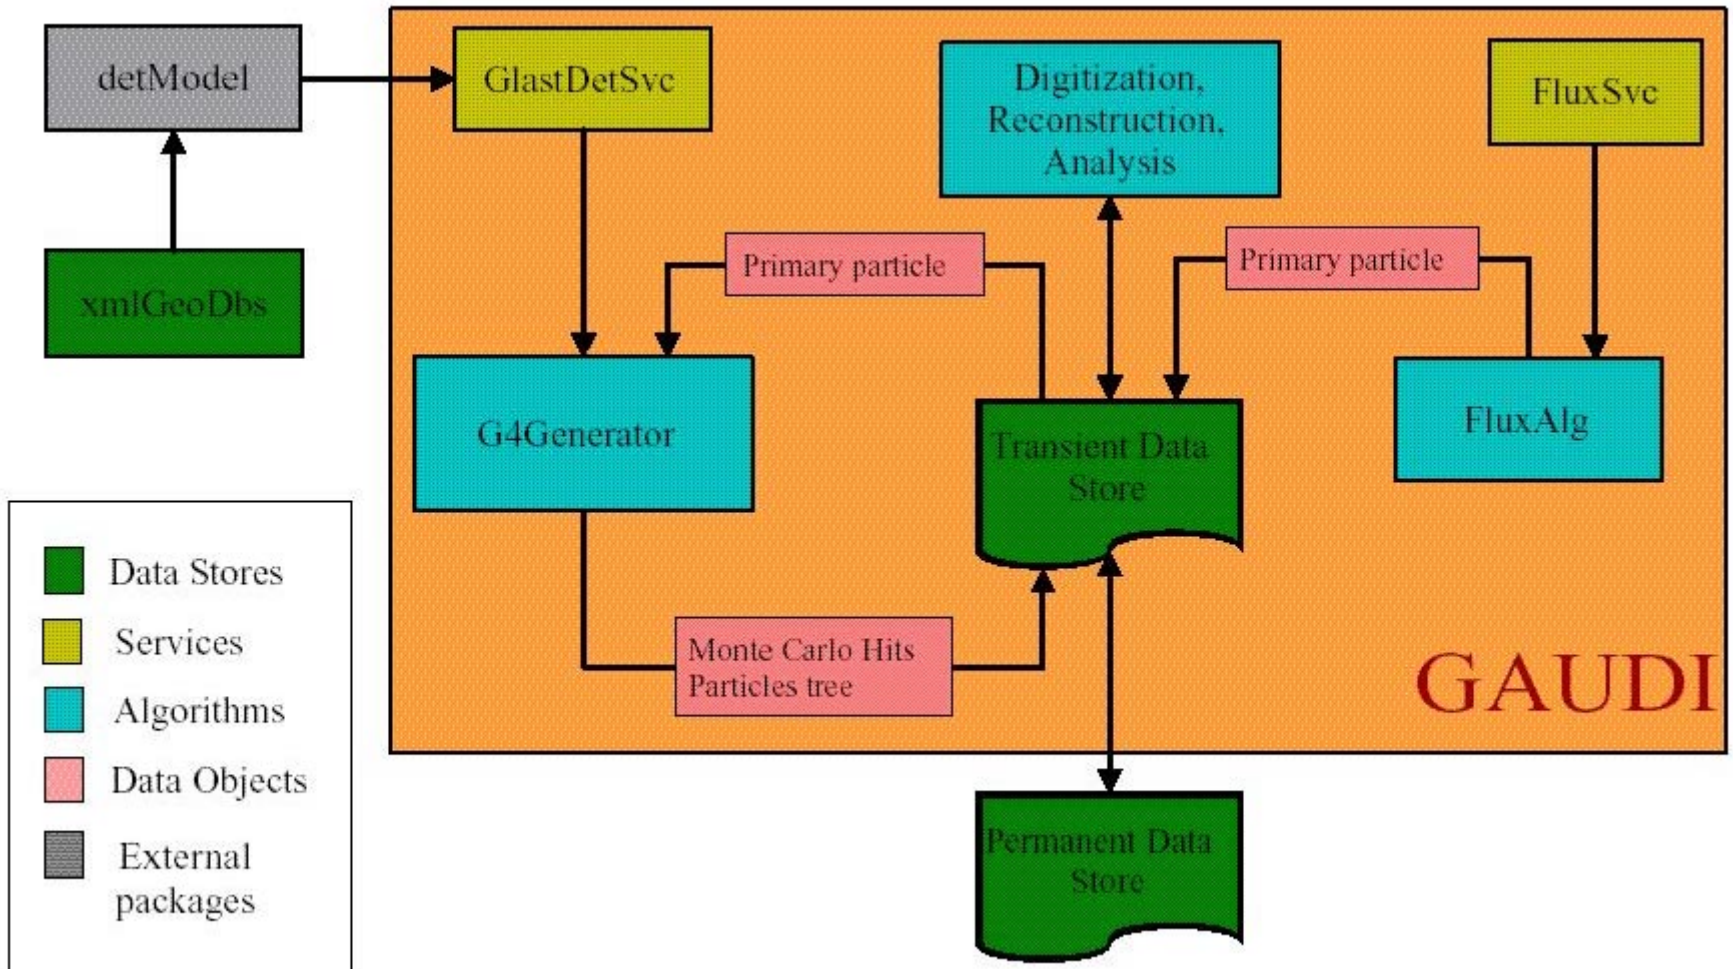 detModel
GlastDetSvc
Digitization,
Reconstruction,
Analysis
FluxSvc
Primary particle
Primary particle
xmlGeoDbs
G4Generator
Transient Data
Store
FluxAlg
Data Stores
Services
Algorithms
Data Objects
External
packages
Monte Carlo Hits
Particles tree
GAUDI
Permanent Data
Store